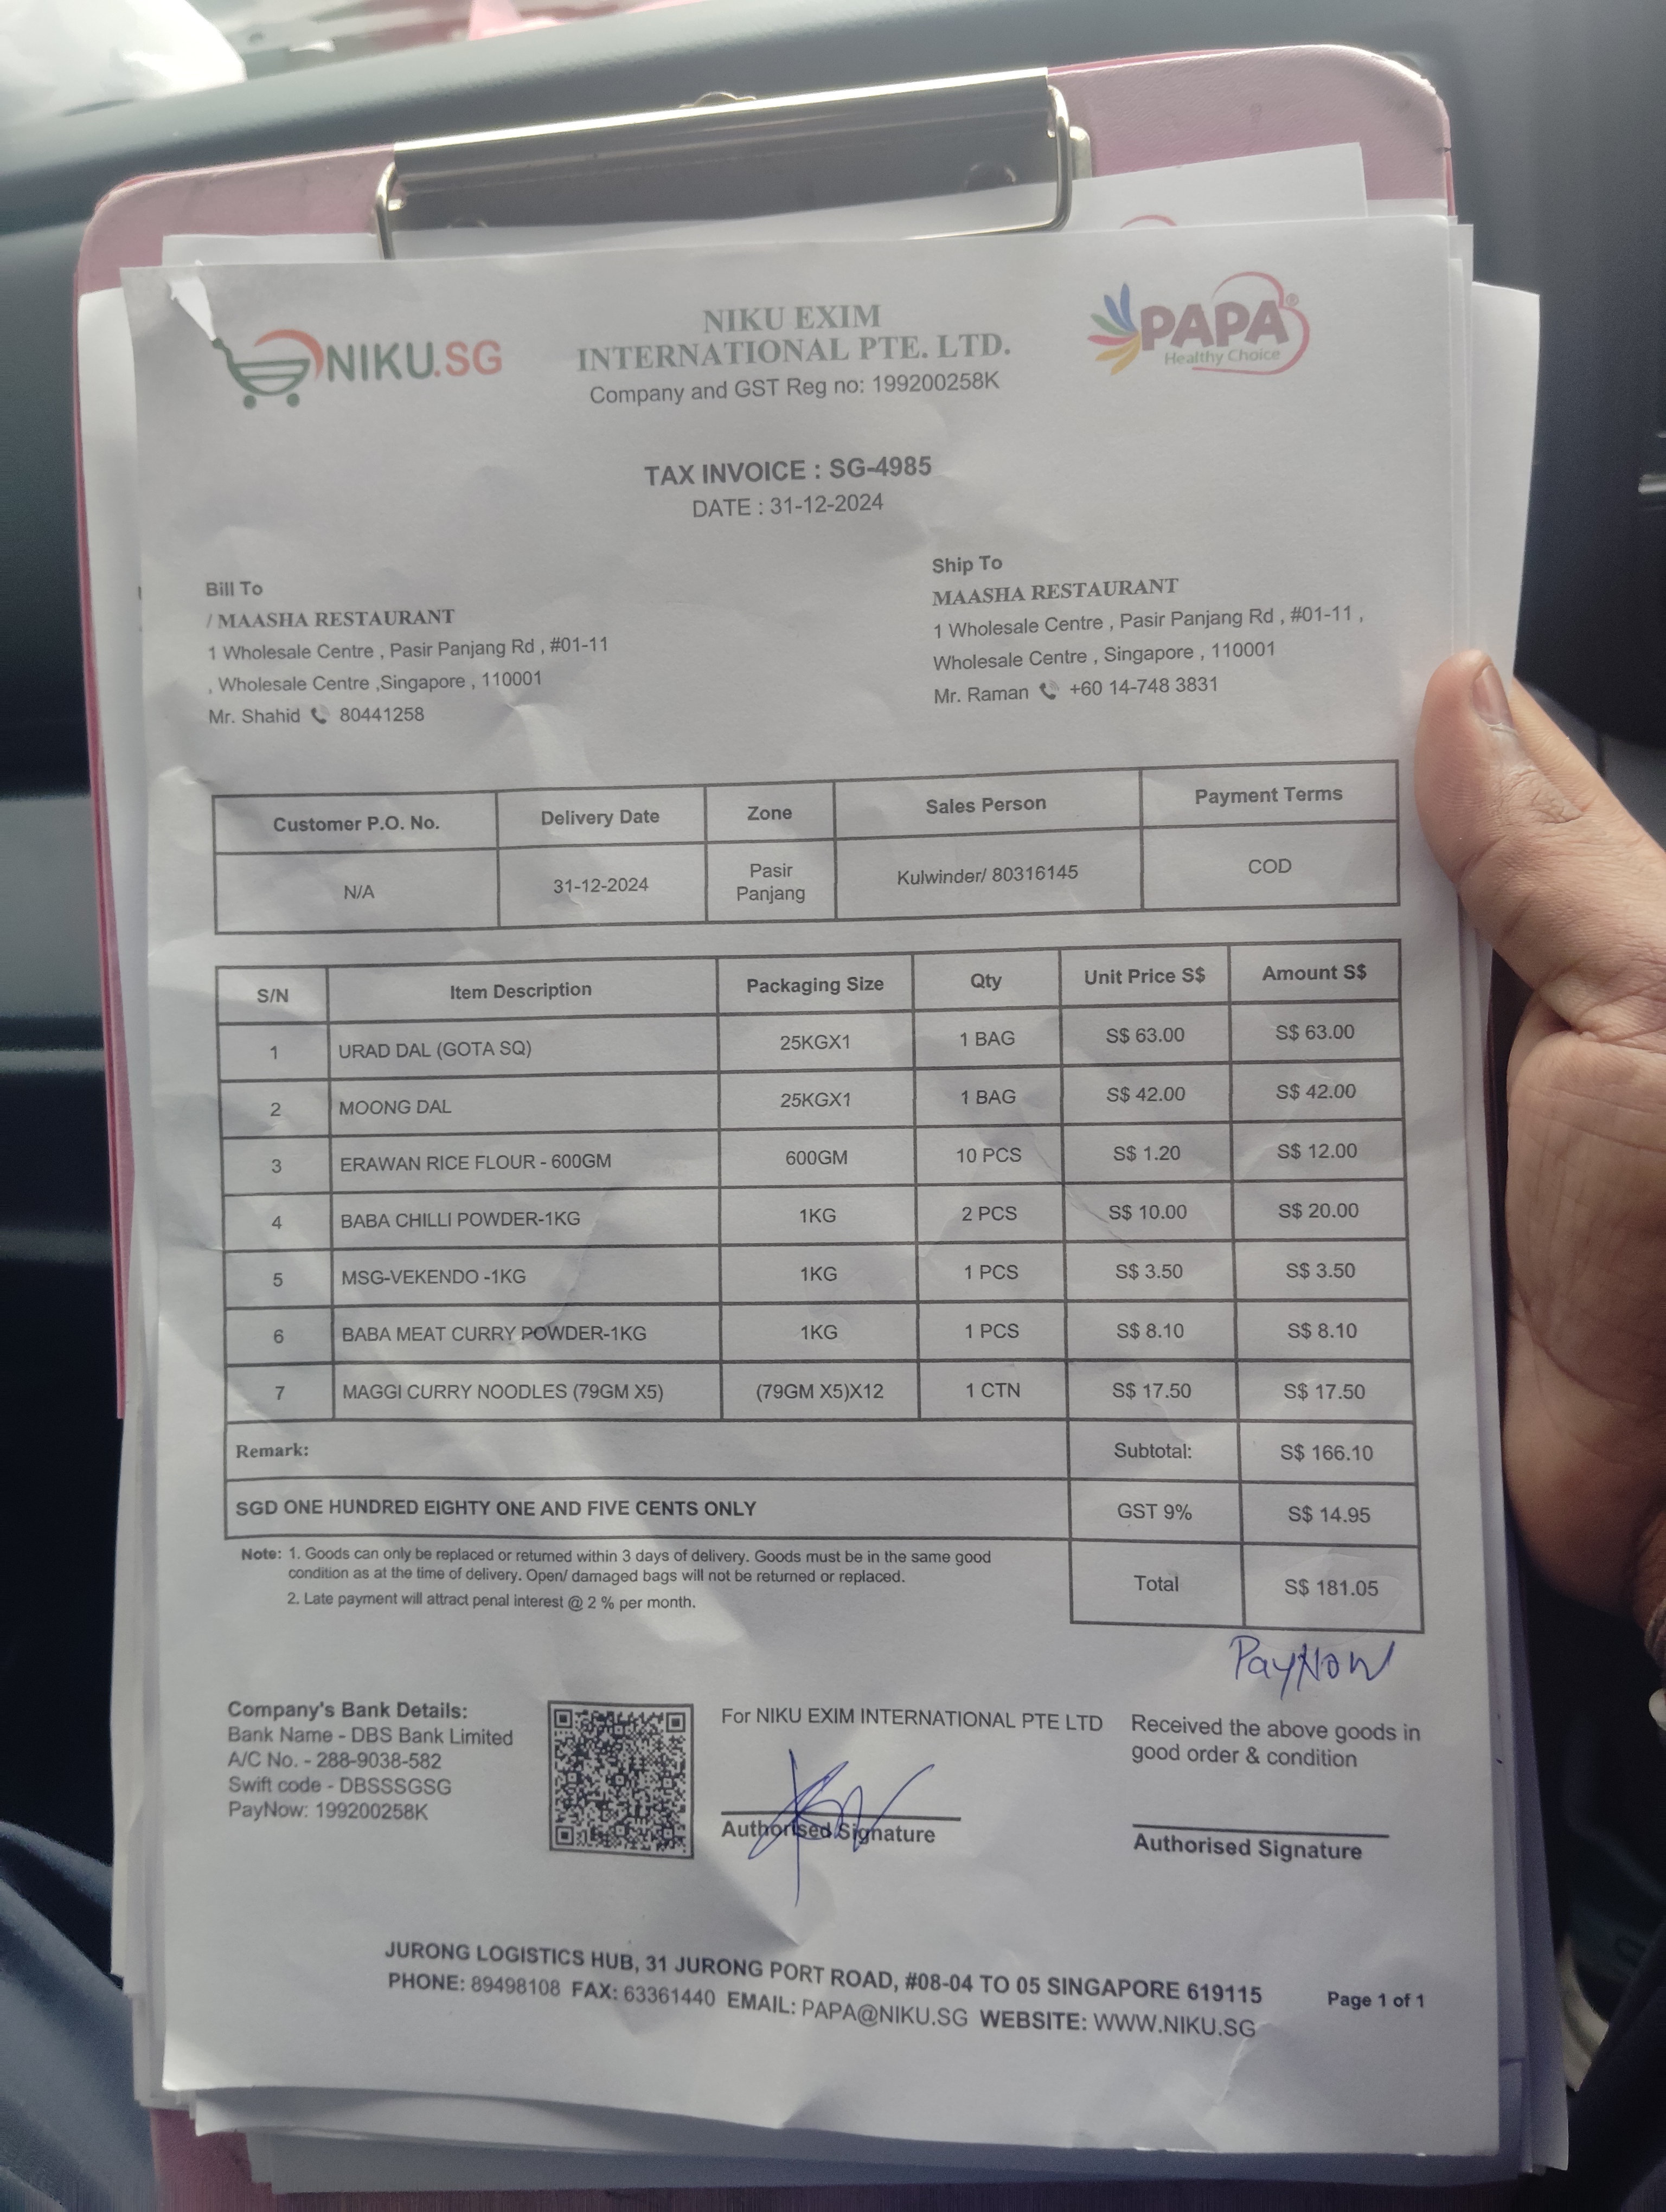 NIKU.SG
NIKU EXIM
INTERNATIONAL PTE. LTD.
Company and GST Reg no: 199200258K
PAPA®
Healthy Choice
TAX INVOICE : SG-4985
DATE : 31-12-2024
Bill To
/ MAASHA RESTAURANT
1 Wholesale Centre , Pasir Panjang Rd , #01-11
, Wholesale Centre ,Singapore , 110001
Mr. Shahid 80441258
Ship To
MAASHA RESTAURANT
1 Wholesale Centre , Pasir Panjang Rd , #01-11 ,
Wholesale Centre , Singapore , 110001
Mr. Raman +60 14-748 3831
Customer P.O. No. Delivery Date Zone Sales Person Payment Terms
N/A 31-12-2024 Pasir Panjang Kulwinder/ 80316145 COD
S/N Item Description Packaging Size Qty Unit Price S$ Amount S$
1 URAD DAL (GOTA SQ) 25KGX1 1 BAG S$ 63.00 S$ 63.00
2 MOONG DAL 25KGX1 1 BAG S$ 42.00 S$ 42.00
3 ERAWAN RICE FLOUR - 600GM 600GM 10 PCS S$ 1.20 S$ 12.00
4 BABA CHILLI POWDER-1KG 1KG 2 PCS S$ 10.00 S$ 20.00
5 MSG-VEKENDO -1KG 1KG 1 PCS S$ 3.50 S$ 3.50
6 BABA MEAT CURRY POWDER-1KG 1KG 1 PCS S$ 8.10 S$ 8.10
7 MAGGI CURRY NOODLES (79GM X5) (79GM X5)X12 1 CTN S$ 17.50 S$ 17.50
Remark: Subtotal: S$ 166.10
SGD ONE HUNDRED EIGHTY ONE AND FIVE CENTS ONLY GST 9% S$ 14.95
Total S$ 181.05
Note: 1. Goods can only be replaced or returned within 3 days of delivery. Goods must be in the same good
condition as at the time of delivery. Open/ damaged bags will not be returned or replaced.
2. Late payment will attract penal interest @ 2 % per month.
PayNow
Company's Bank Details:
Bank Name - DBS Bank Limited
A/C No. - 288-9038-582
Swift code - DBSSSGSG
PayNow: 199200258K
For NIKU EXIM INTERNATIONAL PTE LTD
Authorised Signature
Received the above goods in
good order & condition
Authorised Signature
JURONG LOGISTICS HUB, 31 JURONG PORT ROAD, #08-04 TO 05 SINGAPORE 619115
PHONE: 89498108 FAX: 63361440 EMAIL: PAPA@NIKU.SG WEBSITE: WWW.NIKU.SG
Page 1 of 1